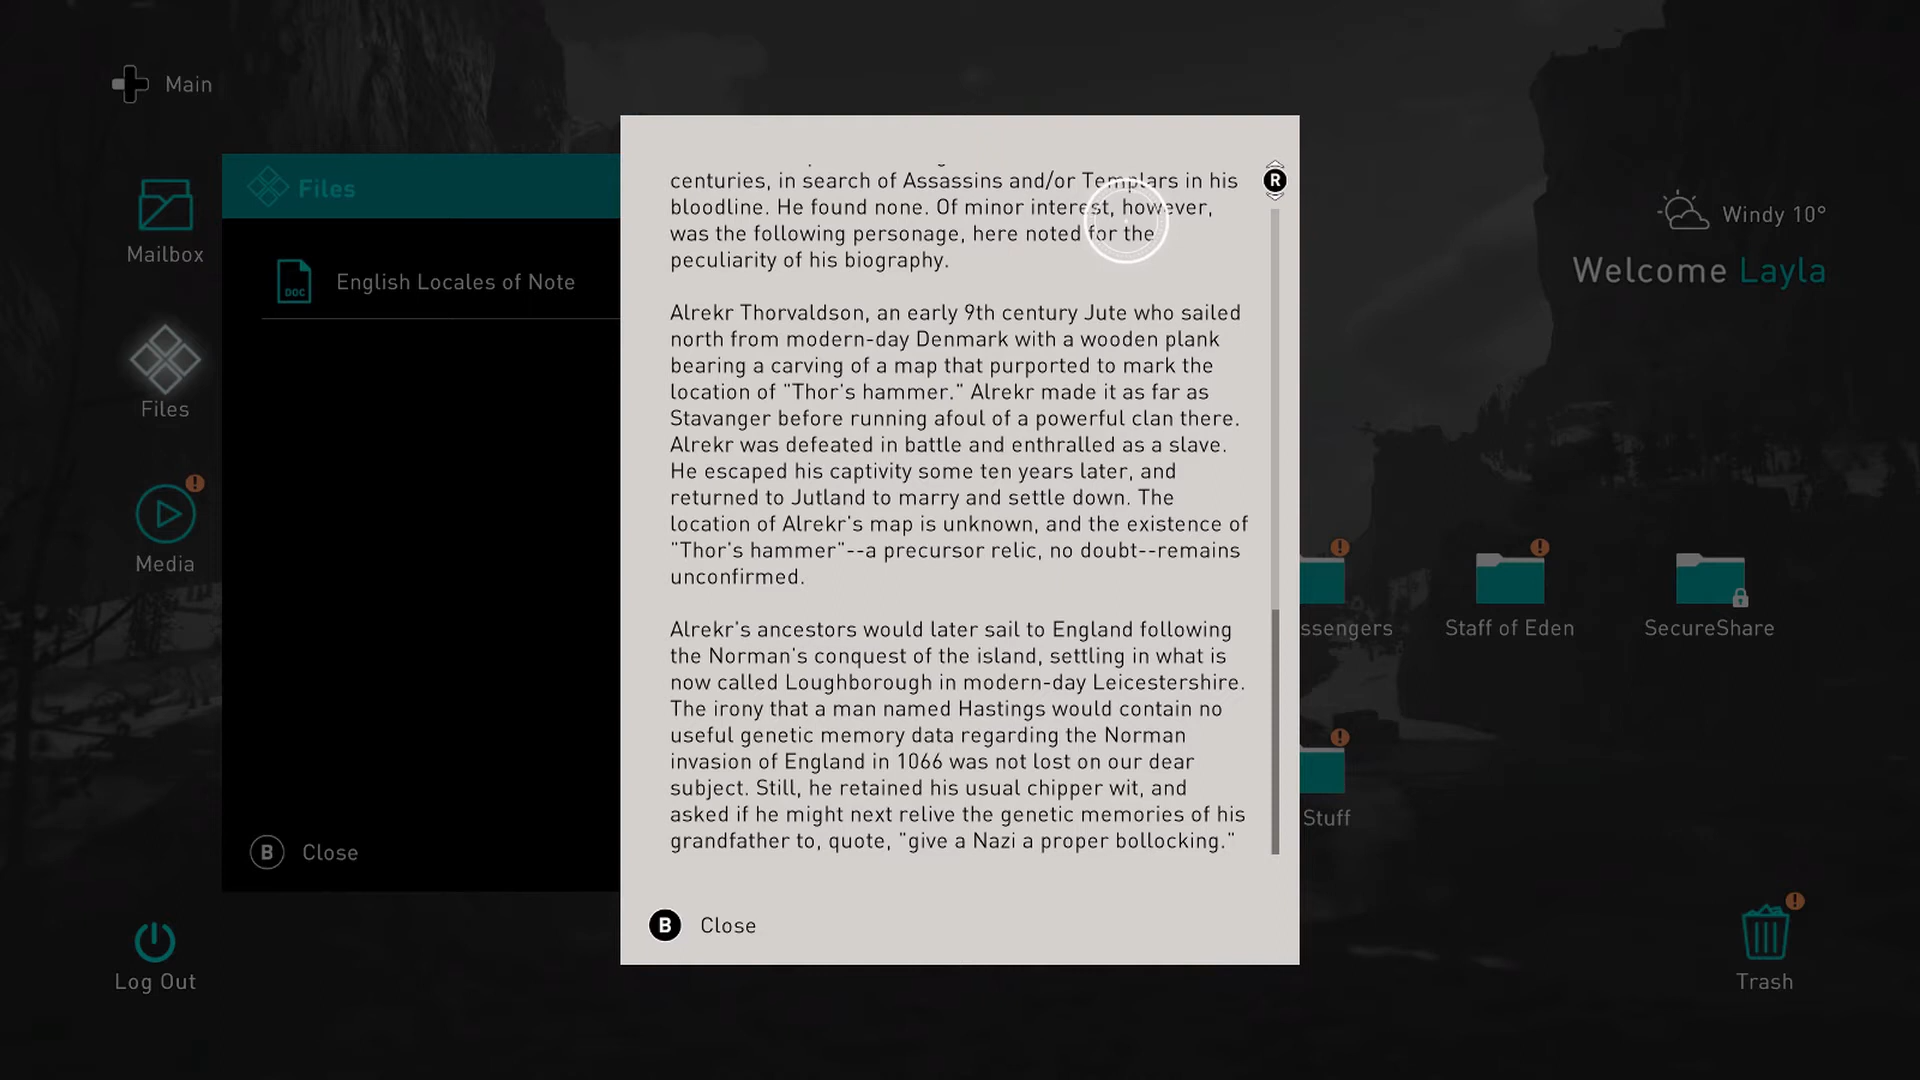 Main
Mailbox
Files
Media
Log Out
Files
DOC
English Locales of Note
B Close
centuries, in search of Assassins and/or Templars in his
bloodline. He found none. Of minor interest, however,
was the following personage, here noted for the
peculiarity of his biography.
Alrekr Thorvaldson, an early 9th century Jute who sailed
north from modern-day Denmark with a wooden plank
bearing a carving of a map that purported to mark the
location of "Thor's hammer." Alrekr made it as far as
Stavanger before running afoul of a powerful clan there.
Alrekr was defeated in battle and enthralled as a slave.
He escaped his captivity some ten years later, and
returned to Jutland to marry and settle down. The
location of Alrekr's map is unknown, and the existence of
"Thor's hammer"--a precursor relic, no doubt--remains
unconfirmed.
Alrekr's ancestors would later sail to England following
the Norman's conquest of the island, settling in what is
now called Loughborough in modern-day Leicestershire.
The irony that a man named Hastings would contain no
useful genetic memory data regarding the Norman
invasion of England in 1066 was not lost on our dear
subject. Still, he retained his usual chipper wit, and
asked if he might next relive the genetic memories of his
grandfather to, quote, "give a Nazi a proper bollocking."
R
B Close
Windy 10°
Welcome Layla
ssengers
Staff of Eden
SecureShare
Stuff
Trash